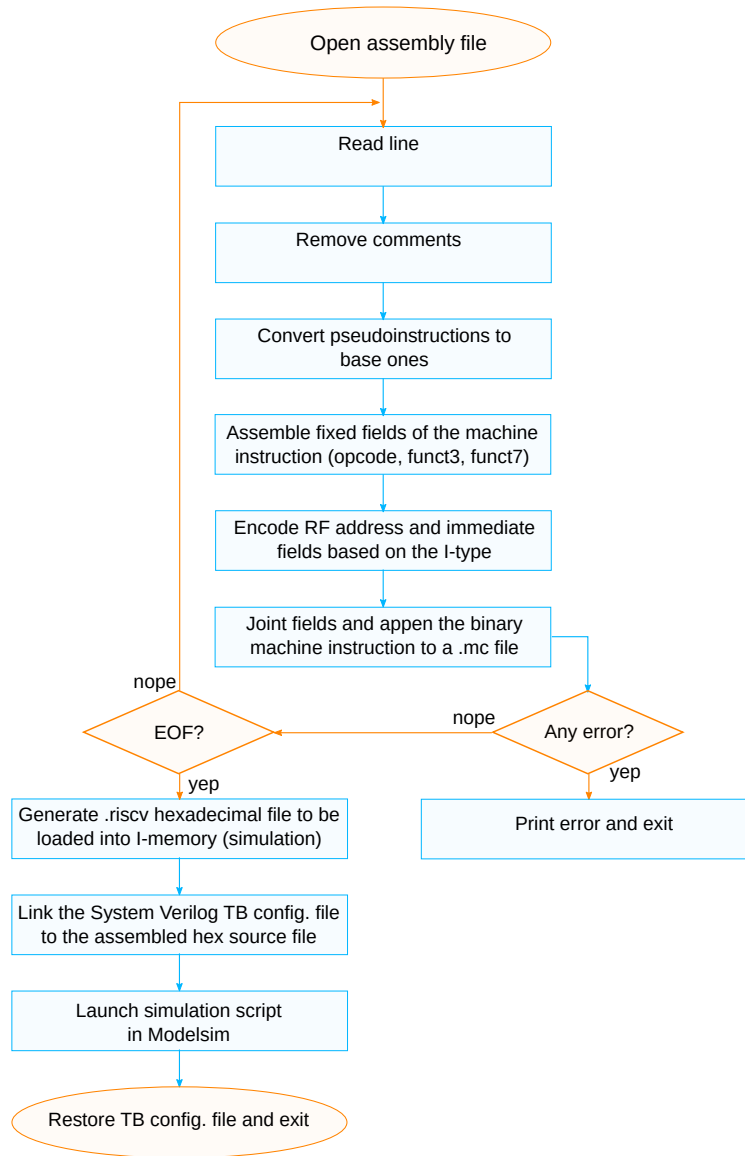 Open assembly file
Read line
Remove comments
Convert pseudoinstructions to
base ones
Assemble fixed fields of the machine
instruction (opcode, funct3, funct7)
Encode RF address and immediate
fields based on the I-type
Joint fields and appen the binary
machine instruction to a .mc file
nope
EOF?
nope
Any error?
yep
yep
Generate .riscv hexadecimal file to be
loaded into I-memory (simulation)
Print error and exit
Link the System Verilog TB config. file
to the assembled hex source file
Launch simulation script
in Modelsim
Restore TB config. file and exit